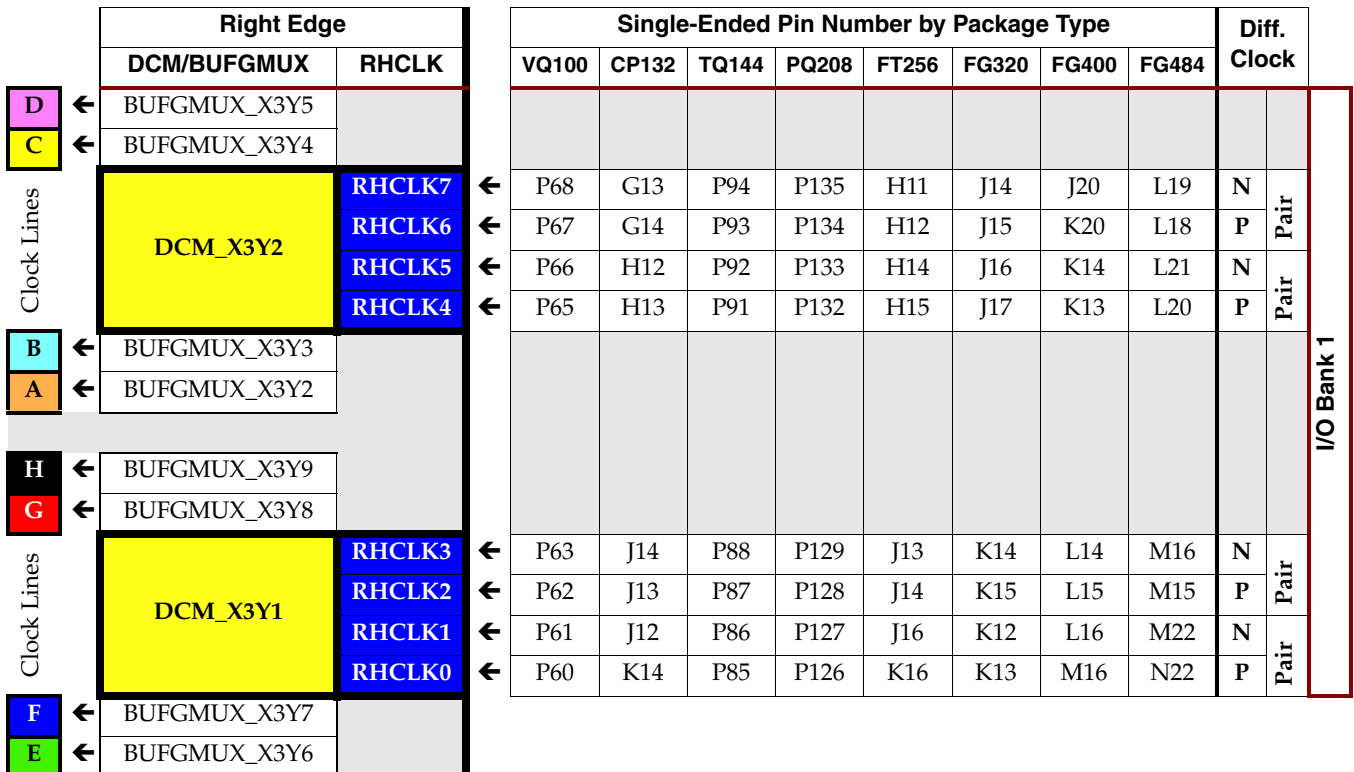 Right Edge Single-Ended Pin Number by Package Type Diff. Clock
DCM/BUFGMUX RHCLK VQ100 CP132 TQ144 PQ208 FT256 FG320 FG400 FG484
D ← BUFGMUX_X3Y5
C ← BUFGMUX_X3Y4
Clock Lines
DCM_X3Y2
RHCLK7 ← P68 G13 P94 P135 H11 J14 J20 L19 N
RHCLK6 ← P67 G14 P93 P134 H12 J15 K20 L18 P
Pair
RHCLK5 ← P66 H12 P92 P133 H14 J16 K14 L21 N
RHCLK4 ← P65 H13 P91 P132 H15 J17 K13 L20 P
Pair
B ← BUFGMUX_X3Y3
A ← BUFGMUX_X3Y2
I/O Bank 1
H ← BUFGMUX_X3Y9
G ← BUFGMUX_X3Y8
Clock Lines
DCM_X3Y1
RHCLK3 ← P63 J14 P88 P129 J13 K14 L14 M16 N
RHCLK2 ← P62 J13 P87 P128 J14 K15 L15 M15 P
Pair
RHCLK1 ← P61 J12 P86 P127 J16 K12 L16 M22 N
RHCLK0 ← P60 K14 P85 P126 K16 K13 M16 N22 P
Pair
F ← BUFGMUX_X3Y7
E ← BUFGMUX_X3Y6